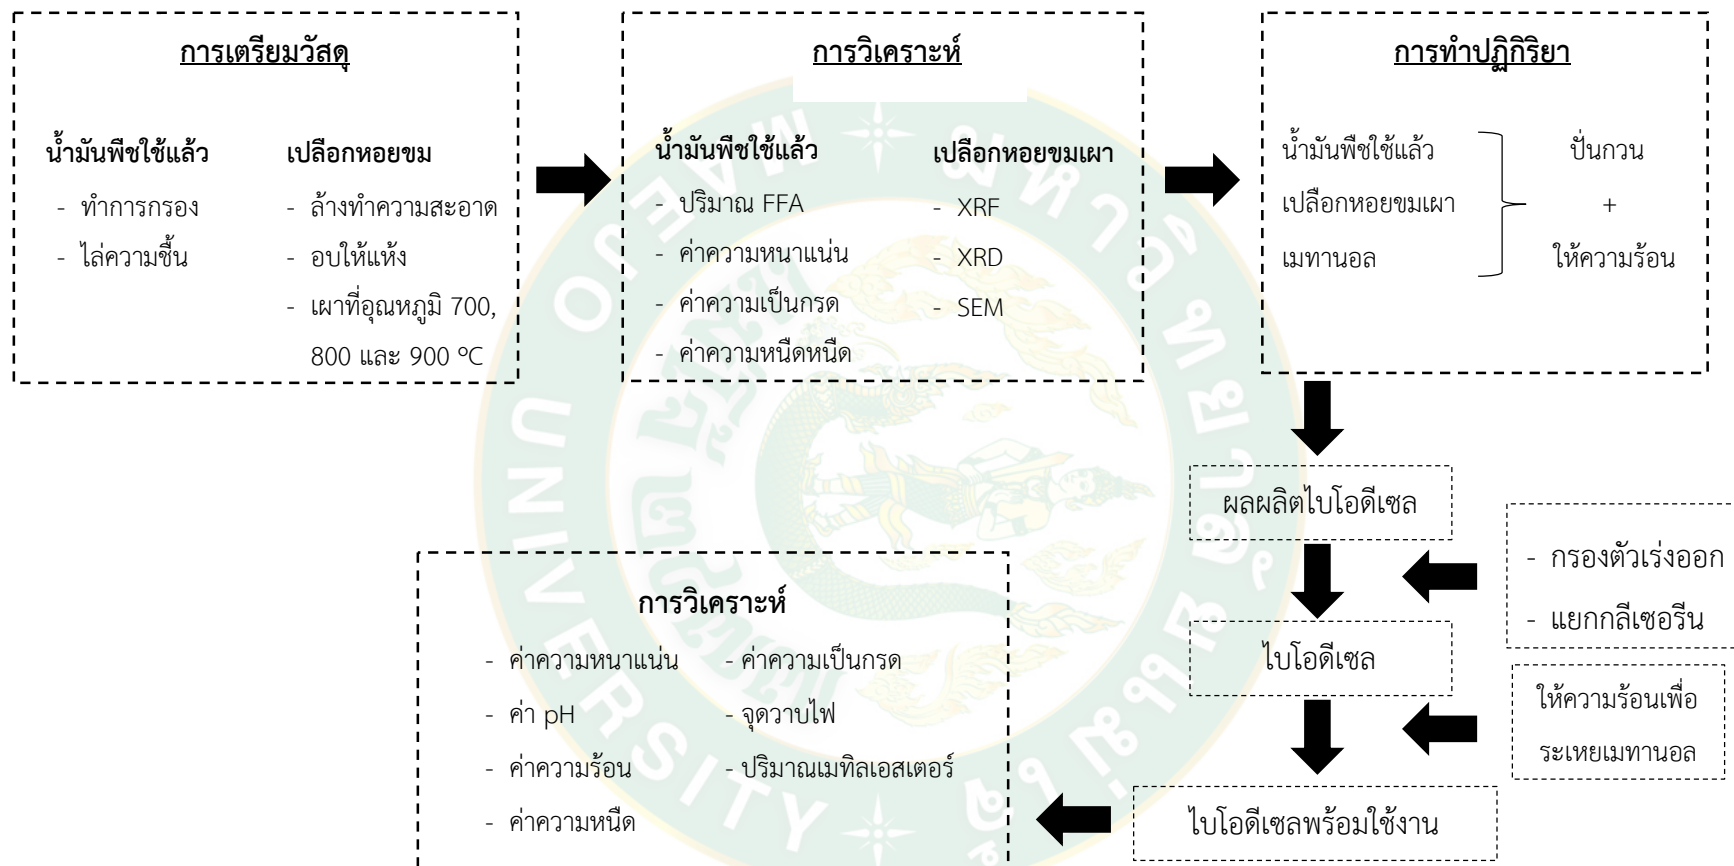 การเตรียมวัสดุ
น้ำมันพืชใช้แล้ว
- ทำการกรอง
- ไล่ความชื้น
เปลือกหอยขม
- ล้างทำความสะอาด
- อบให้แห้ง
- เผาที่อุณหภูมิ 700,
800 และ 900 ºC
การวิเคราะห์
น้ำมันพืชใช้แล้ว
- ปริมาณ FFA
- ค่าความหนาแน่น
- ค่าความเป็นกรด
- ค่าความหนืดหนืด
เปลือกหอยขมเผา
- XRF
- XRD
- SEM
การทำปฏิกิริยา
น้ำมันพืชใช้แล้ว
เปลือกหอยขมเผา
เมทานอล
ปั่นกวน
+
ให้ความร้อน
ผลผลิตไบโอดีเซล
- กรองตัวเร่งออก
- แยกกลีเซอรีน
ไบโอดีเซล
ให้ความร้อนเพื่อ
ระเหยเมทานอล
ไบโอดีเซลพร้อมใช้งาน
การวิเคราะห์
- ค่าความหนาแน่น
- ค่า pH
- ค่าความร้อน
- ค่าความหนืด
- ค่าความเป็นกรด
- จุดวาบไฟ
- ปริมาณเมทิลเอสเตอร์
มหาวิทยาลัยแม่โจ้
MAEJO UNIVERSITY